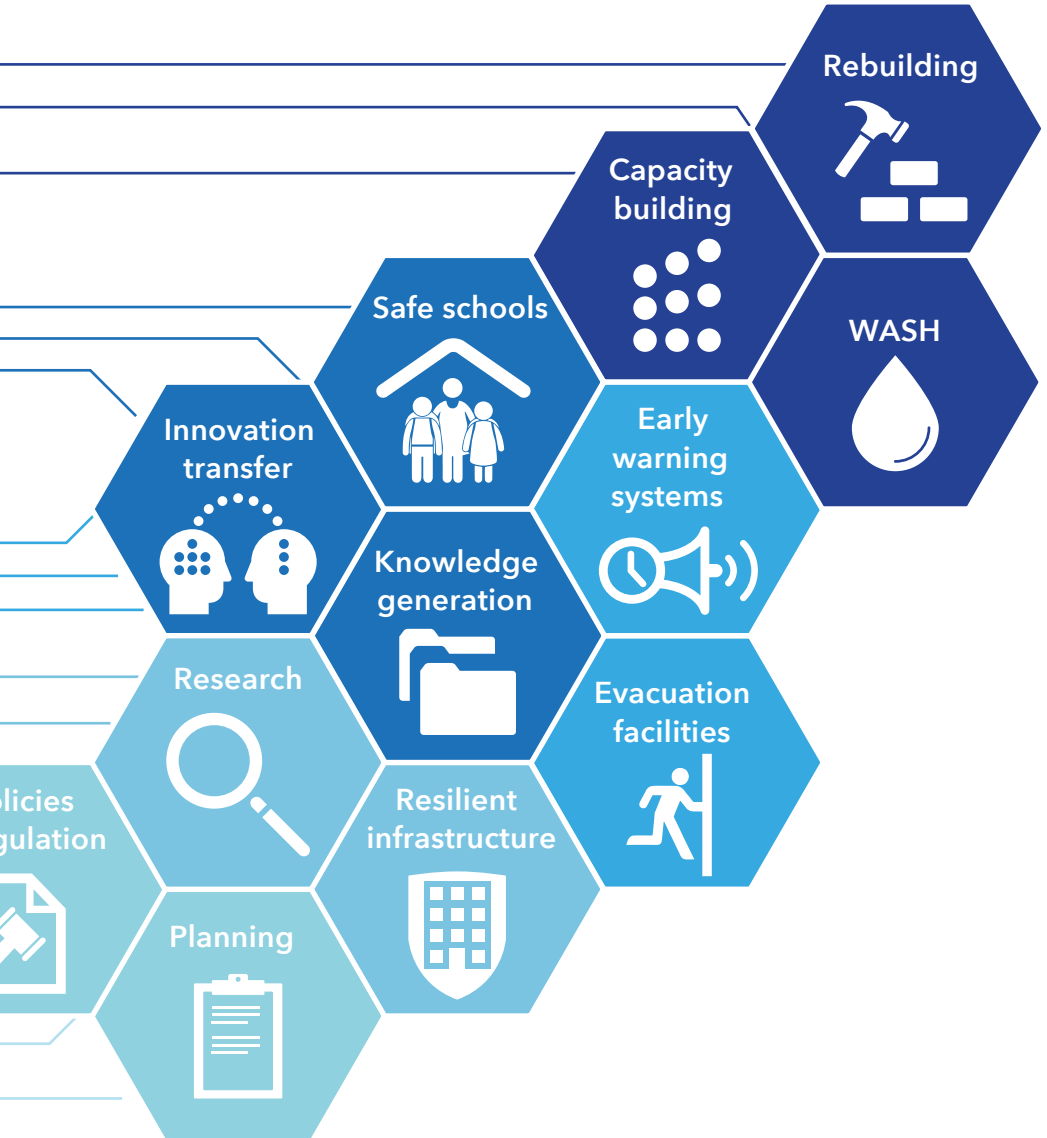 Rebuilding
Capacity
building
Safe schools
WASH
Innovation
transfer
Early
warning
systems
Knowledge
generation
Research
Evacuation
facilities
Resilient
infrastructure
Planning